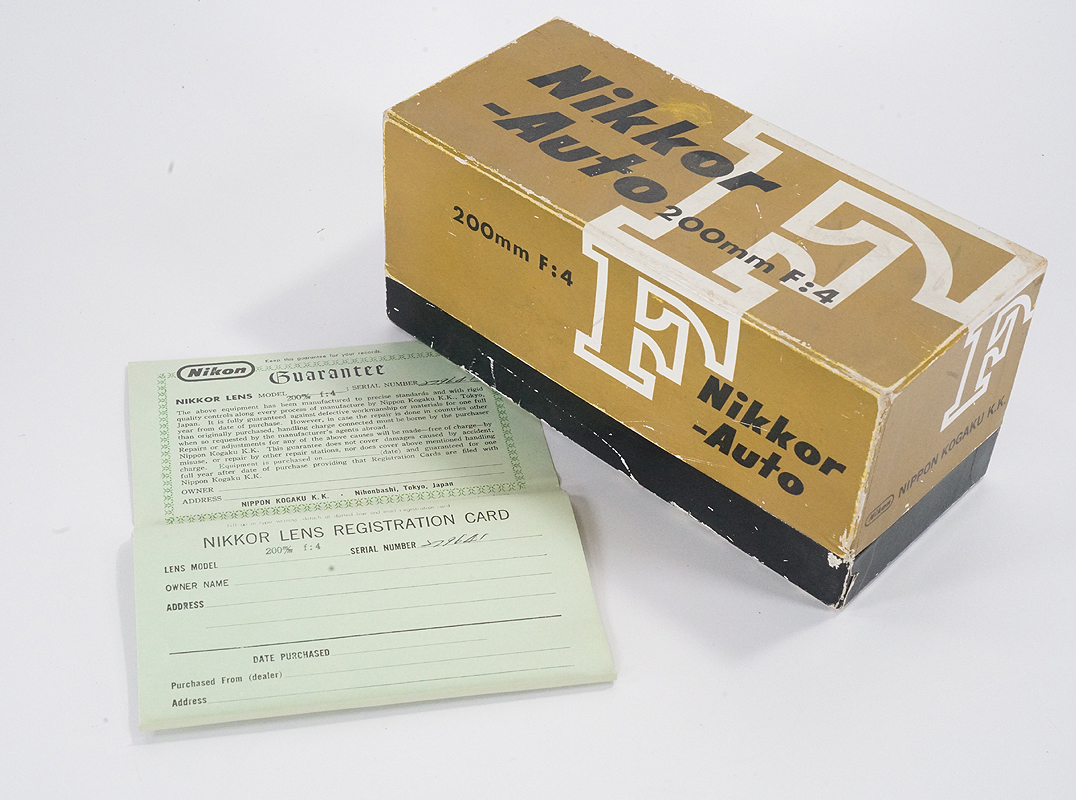 Nikkor
-Auto
200mm F:4
F
200mm F:4
F
Nikkor
-Auto
F
Nikon NIPPON KOGAKU K.K.
Keep this guarantee for your records.
Nikon
Guarantee
NIKKOR LENS MODEL 200㎜ f:4 SERIAL NUMBER
The above equipment has been manufactured to precise standards and with rigid
quality controls along every process of manufacture by Nippon Kogaku K.K., Tokyo,
Japan. It is fully guaranteed against defective workmanship or materials for one full
year from date of purchase. However, in case the repair is done in countries other
than originally purchased, handling charge connected must be borne by the purchaser
when so requested by the manufacturer's agents abroad.
Repairs or adjustments for any of the above causes will be made—free of charge—by
Nippon Kogaku K.K. This guarantee does not cover damages caused by accident,
misuse, or repair by other repair stations, nor does cover above mentioned handling
charge. Equipment is purchased on (date) and guaranteed for one
full year after date of purchase providing that Registration Cards are filed with
Nippon Kogaku K.K.
OWNER
ADDRESS
NIPPON KOGAKU K.K. · Nihonbashi, Tokyo, Japan
NIKKOR LENS REGISTRATION CARD
200㎜ f:4
LENS MODEL SERIAL NUMBER
OWNER NAME
ADDRESS
DATE PURCHASED
Purchased From (dealer)
Address